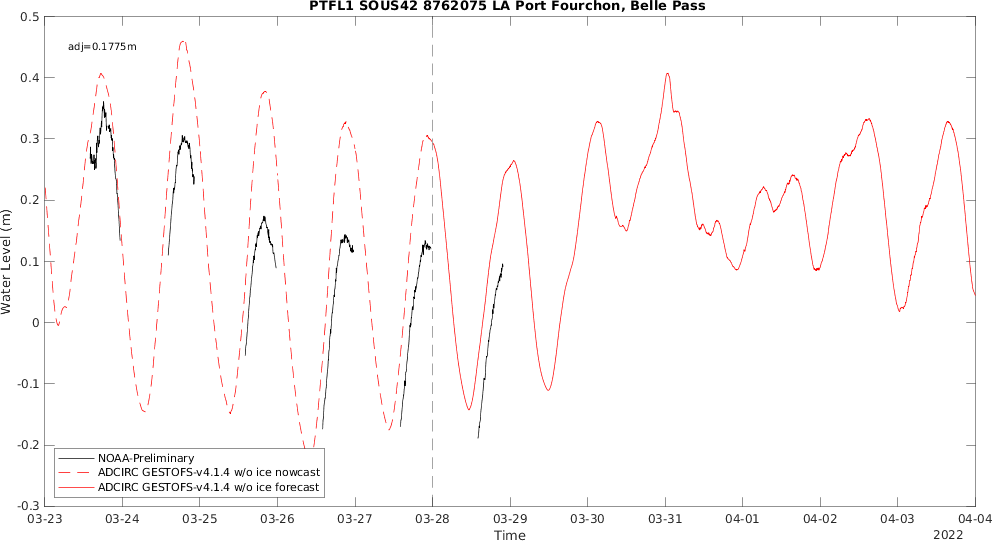 PTFL1 SOUS42 8762075 LA Port Fourchon, Belle Pass
adj=0.1775m
0.5
0.4
0.3
0.2
0.1
0
-0.1
-0.2
-0.3
Water Level (m)
NOAA-Preliminary
ADCIRC GESTOFS-v4.1.4 w/o ice nowcast
ADCIRC GESTOFS-v4.1.4 w/o ice forecast
03-23 03-24 03-25 03-26 03-27 03-28 03-29 03-30 03-31 04-01 04-02 04-03 04-04
Time
2022